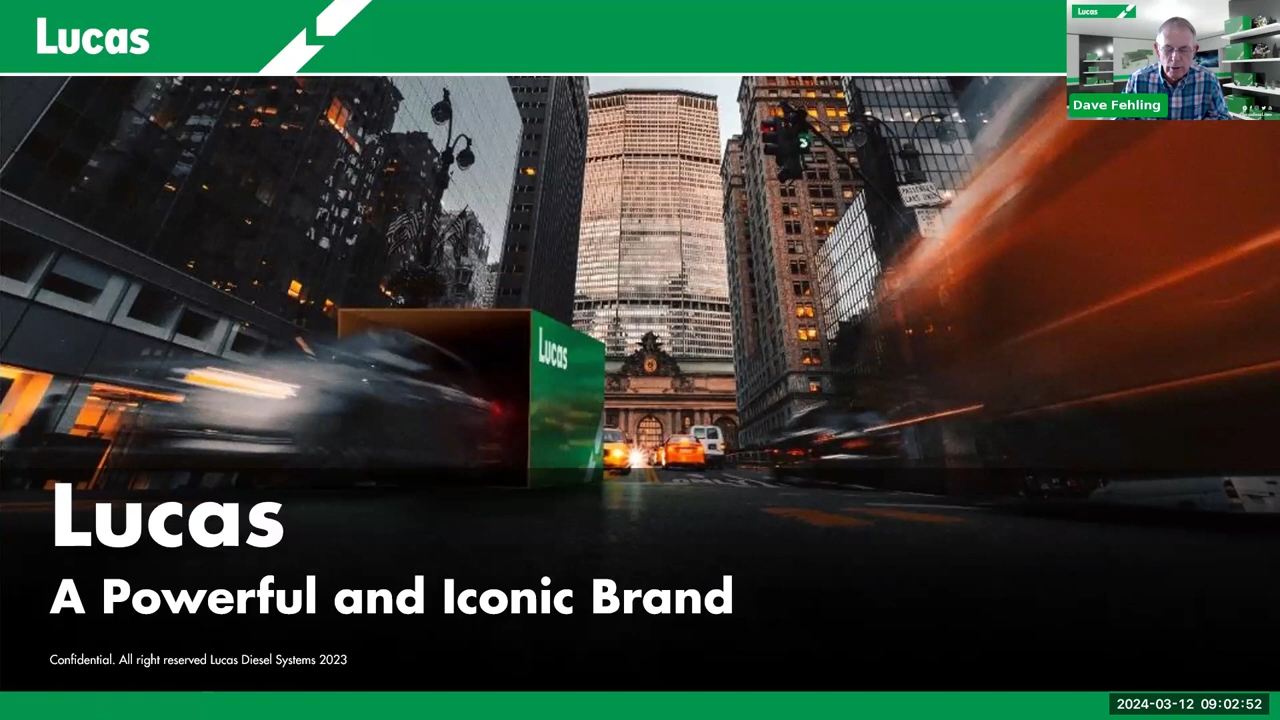 Lucas
Lucas
Dave Fehling
Lucas
ONLY
Lucas
A Powerful and Iconic Brand
Confidential. All right reserved Lucas Diesel Systems 2023
2024-03-12 09:02:52